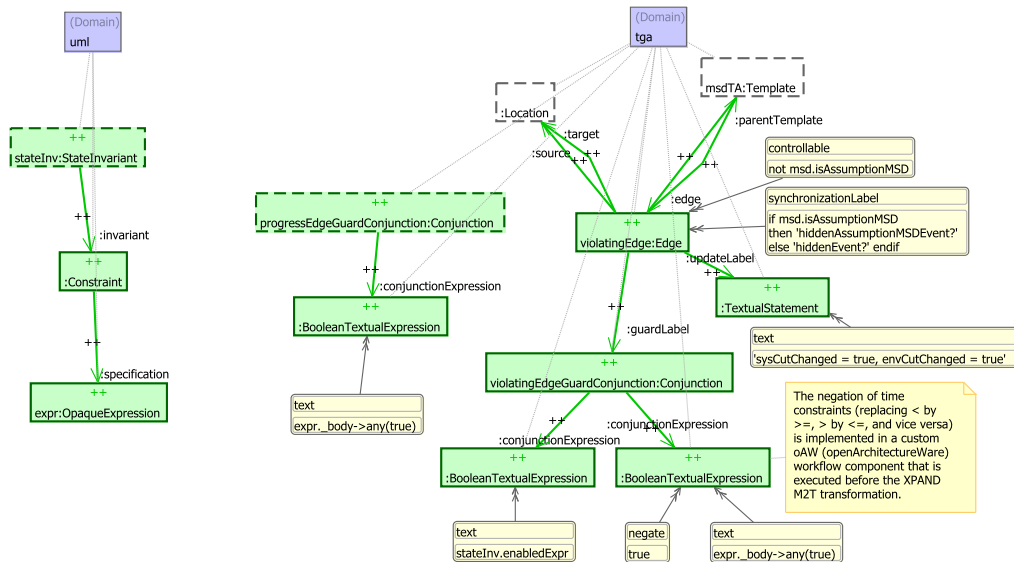 (Domain)
uml
(Domain)
tga
++
stateInv:StateInvariant
++
:invariant
++
:Constraint
++
:specification
++
expr:OpaqueExpression
:Location
msdTA:Template
:target
++
:source
++
:parentTemplate
++
++
:edge
controllable
not msd.isAssumptionMSD
synchronizationLabel
if msd.isAssumptionMSD
then 'hiddenAssumptionMSDEvent?'
else 'hiddenEvent?' endif
++
progressEdgeGuardConjunction:Conjunction
++
violatingEdge:Edge
++
:conjunctionExpression
++
:BooleanTextualExpression
text
expr._body->any(true)
:updateLabel
++
++
:TextualStatement
text
'sysCutChanged = true, envCutChanged = true'
++
:guardLabel
++
violatingEdgeGuardConjunction:Conjunction
++
:conjunctionExpression
++
:conjunctionExpression
++
:BooleanTextualExpression
++
:BooleanTextualExpression
text
stateInv.enabledExpr
negate
true
text
expr._body->any(true)
The negation of time
constraints (replacing < by
>=, > by <=, and vice versa)
is implemented in a custom
oAW (openArchitectureWare)
workflow component that is
executed before the XPAND
M2T transformation.